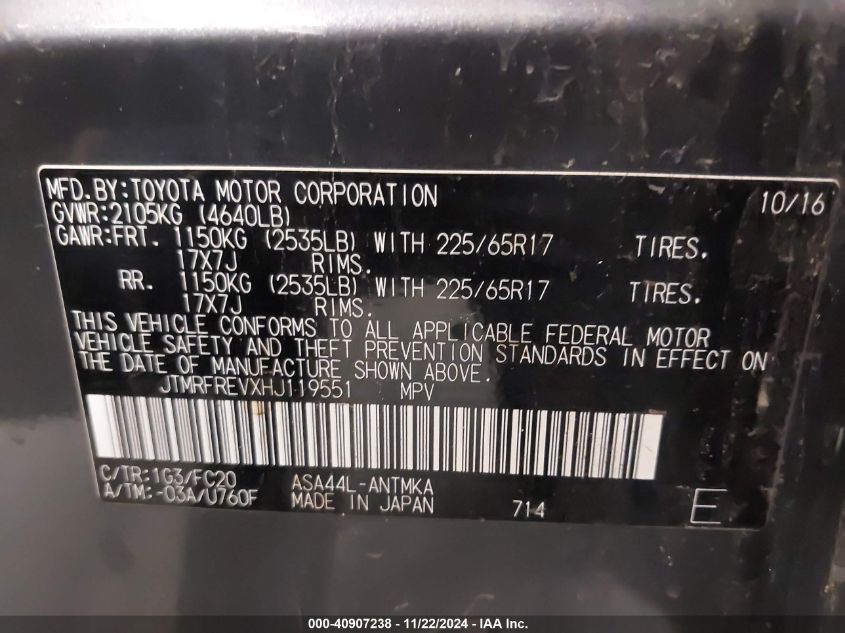 MFD.BY:TOYOTA MOTOR CORPORATION 10/16
GVWR:2105KG (4640LB)
GAWR:FRT. 1150KG (2535LB) WITH 225/65R17 TIRES.
17X7J RIMS.
RR. 1150KG (2535LB) WITH 225/65R17 TIRES.
17X7J RIMS.
THIS VEHICLE CONFORMS TO ALL APPLICABLE FEDERAL MOTOR
VEHICLE SAFETY AND THEFT PREVENTION STANDARDS IN EFFECT ON
THE DATE OF MANUFACTURE SHOWN ABOVE.
JTMRFREVXHJ119551 MPV
C/TR:1G3/FC20 ASA44L-ANTMKA
A/TM:-03A/U760F MADE IN JAPAN 714 E
000-40907238 - 11/22/2024 - IAA Inc.